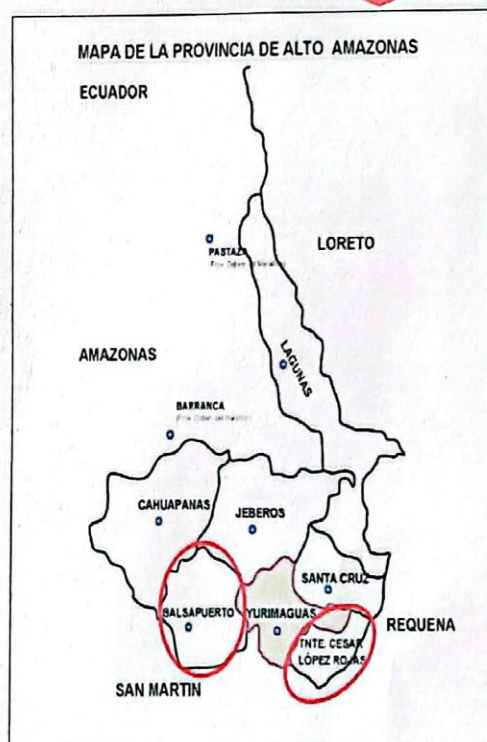 MAPA DE LA PROVINCIA DE ALTO AMAZONAS
ECUADOR
LORETO
PASTAZA
AMAZONAS
LAGUNAS
BARRANCA
CAHUAPANAS
JEBEROS
SANTA CRUZ
BALSAPUERTO
YURIMAGUAS
REQUENA
TNTE. CESAR
LÓPEZ ROJAS
SAN MARTIN